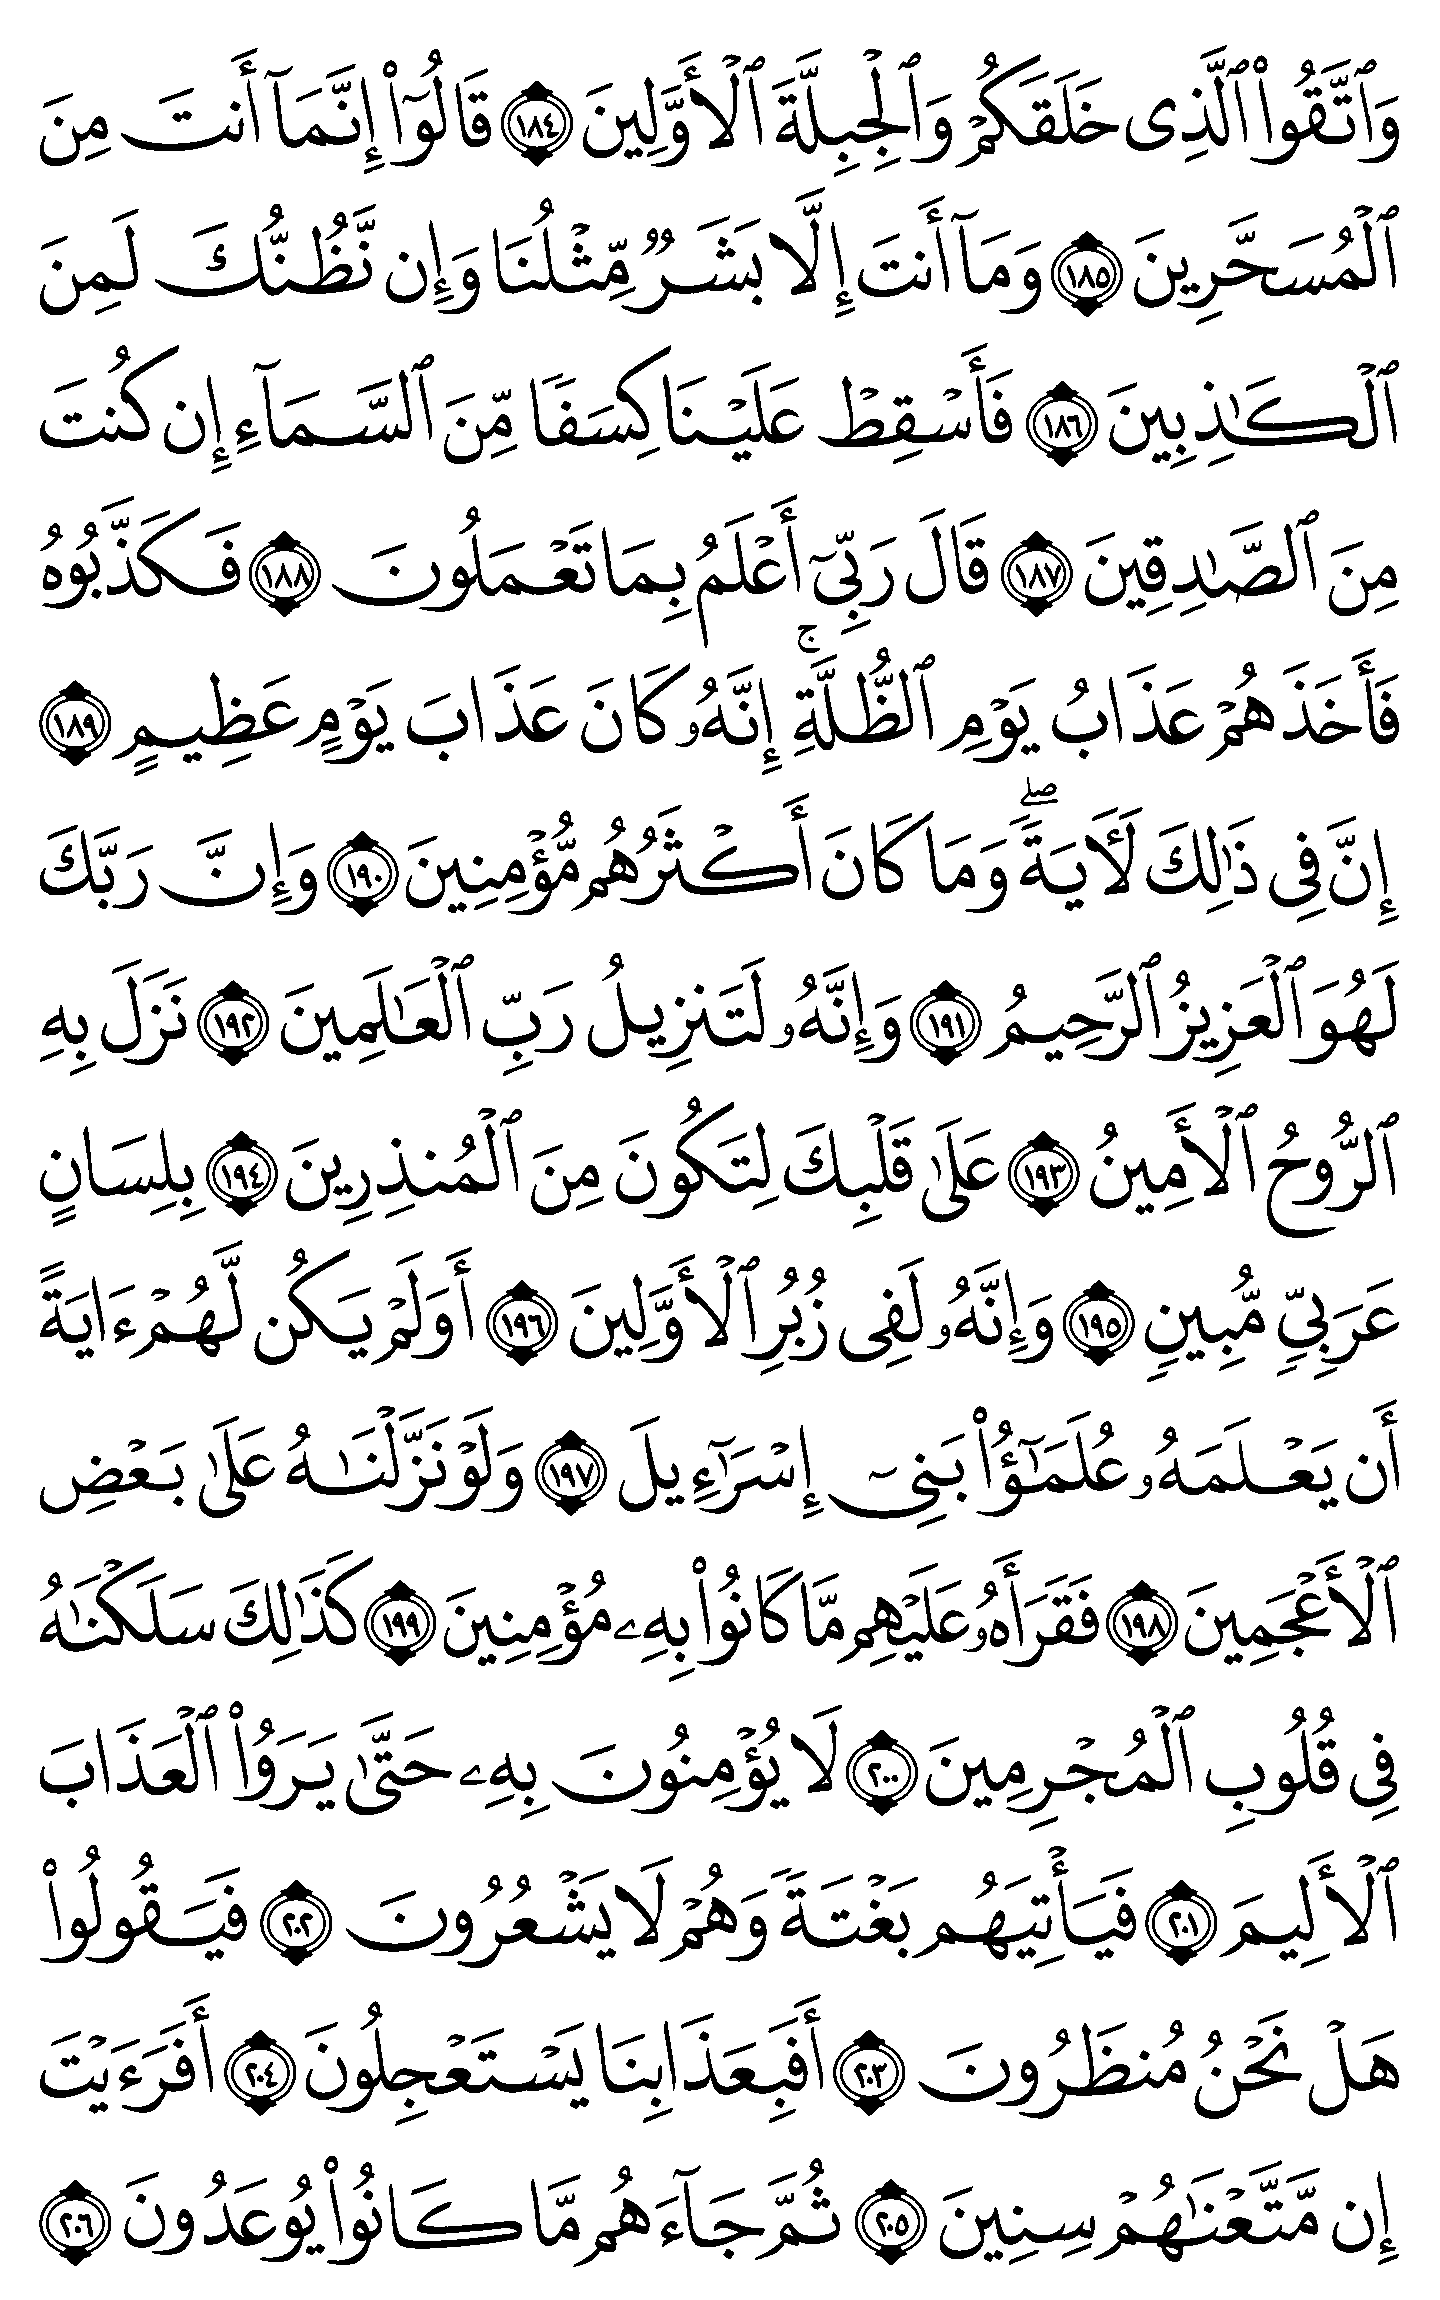 وَٱتَّقُوا۟ ٱلَّذِى خَلَقَكُمْ وَٱلْجِبِلَّةَ ٱلْأَوَّلِينَ ١٨٤ قَالُوٓا۟ إِنَّمَآ أَنتَ مِنَ
ٱلْمُسَحَّرِينَ ١٨٥ وَمَآ أَنتَ إِلَّا بَشَرٌ مِّثْلُنَا وَإِن نَّظُنُّكَ لَمِنَ
ٱلْكَـٰذِبِينَ ١٨٦ فَأَسْقِطْ عَلَيْنَا كِسَفًا مِّنَ ٱلسَّمَآءِ إِن كُنتَ
مِنَ ٱلصَّـٰدِقِينَ ١٨٧ قَالَ رَبِّىٓ أَعْلَمُ بِمَا تَعْمَلُونَ ١٨٨ فَكَذَّبُوهُ
فَأَخَذَهُمْ عَذَابُ يَوْمِ ٱلظُّلَّةِ ۚ إِنَّهُۥ كَانَ عَذَابَ يَوْمٍ عَظِيمٍ ١٨٩
إِنَّ فِى ذَٰلِكَ لَـَٔايَةً ۖ وَمَا كَانَ أَكْثَرُهُم مُّؤْمِنِينَ ١٩٠ وَإِنَّ رَبَّكَ
لَهُوَ ٱلْعَزِيزُ ٱلرَّحِيمُ ١٩١ وَإِنَّهُۥ لَتَنزِيلُ رَبِّ ٱلْعَـٰلَمِينَ ١٩٢ نَزَلَ بِهِ
ٱلرُّوحُ ٱلْأَمِينُ ١٩٣ عَلَىٰ قَلْبِكَ لِتَكُونَ مِنَ ٱلْمُنذِرِينَ ١٩٤ بِلِسَانٍ
عَرَبِىٍّ مُّبِينٍ ١٩٥ وَإِنَّهُۥ لَفِى زُبُرِ ٱلْأَوَّلِينَ ١٩٦ أَوَلَمْ يَكُن لَّهُمْ ءَايَةً
أَن يَعْلَمَهُۥ عُلَمَـٰٓؤُا۟ بَنِىٓ إِسْرَٰٓءِيلَ ١٩٧ وَلَوْ نَزَّلْنَـٰهُ عَلَىٰ بَعْضِ
ٱلْأَعْجَمِينَ ١٩٨ فَقَرَأَهُۥ عَلَيْهِم مَّا كَانُوا۟ بِهِۦ مُؤْمِنِينَ ١٩٩ كَذَٰلِكَ سَلَكْنَـٰهُ
فِى قُلُوبِ ٱلْمُجْرِمِينَ ٢٠٠ لَا يُؤْمِنُونَ بِهِۦ حَتَّىٰ يَرَوُا۟ ٱلْعَذَابَ
ٱلْأَلِيمَ ٢٠١ فَيَأْتِيَهُم بَغْتَةً وَهُمْ لَا يَشْعُرُونَ ٢٠٢ فَيَقُولُوا۟
هَلْ نَحْنُ مُنظَرُونَ ٢٠٣ أَفَبِعَذَابِنَا يَسْتَعْجِلُونَ ٢٠٤ أَفَرَءَيْتَ
إِن مَّتَّعْنَـٰهُمْ سِنِينَ ٢٠٥ ثُمَّ جَآءَهُم مَّا كَانُوا۟ يُوعَدُونَ ٢٠٦